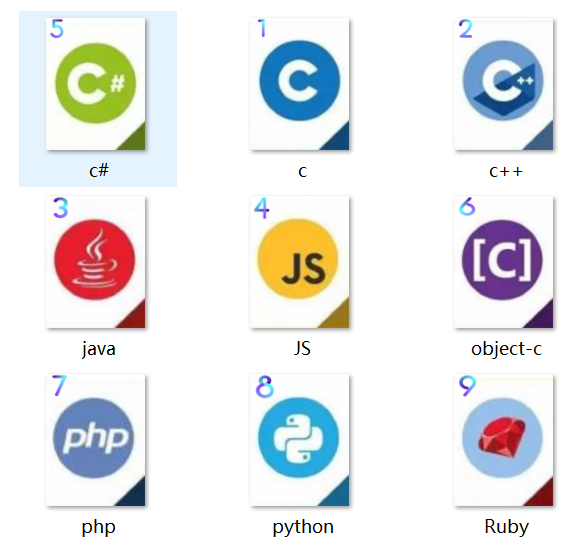 5 1 2
C# C C++
c# c c++
3 4 6
JS [C]
java JS object-c
7 8 9
php
php python Ruby